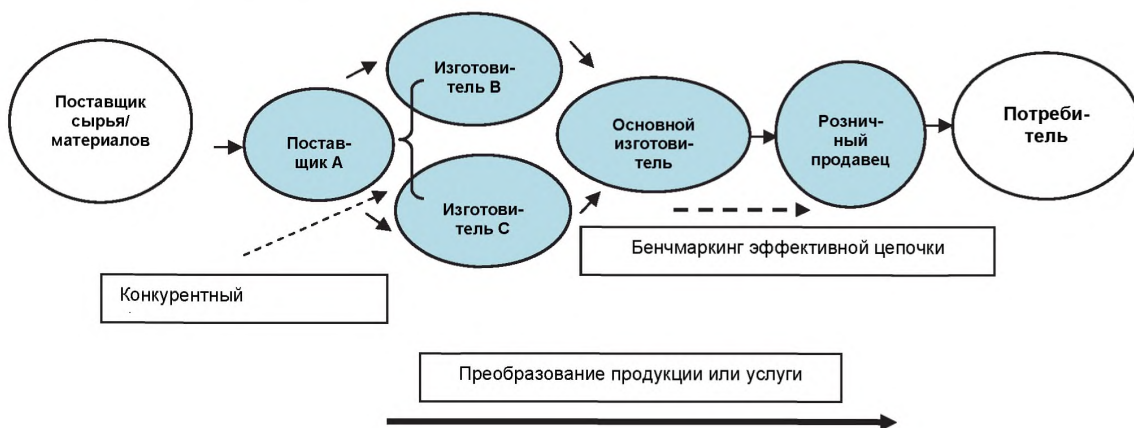 Поставщик
сырья/
материалов
Постав-
щик А
Изготови-
тель В
Изготови-
тель С
Основной
изготови-
тель
Рознич-
ный
продавец
Потреби-
тель
Бенчмаркинг эффективной цепочки
Конкурентный
Преобразование продукции или услуги